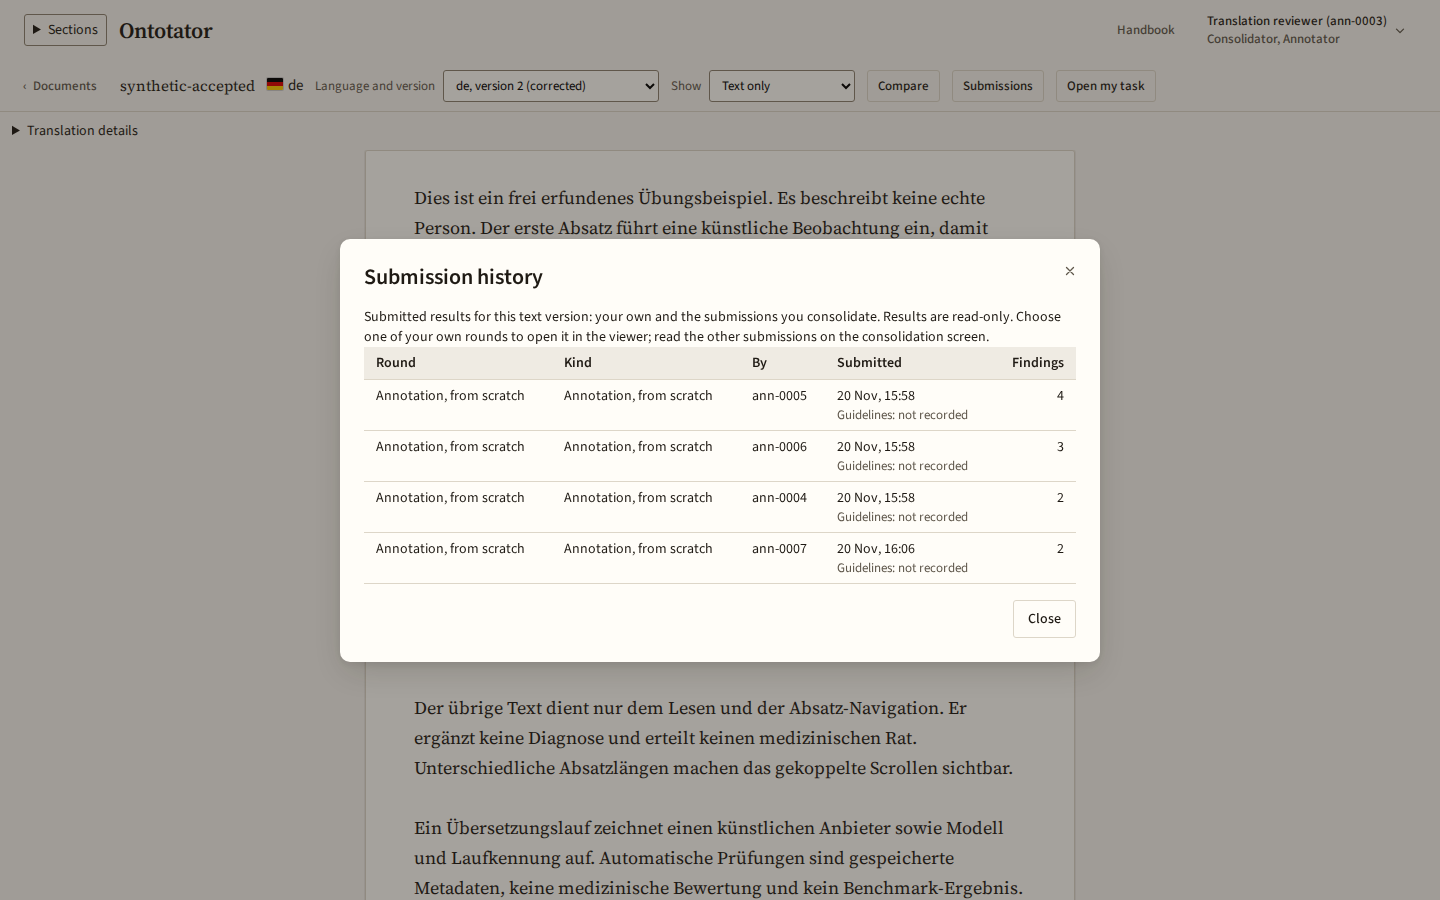 Sections
Ontotator
Handbook
Translation reviewer (ann-0003)
Consolidator, Annotator
‹ Documents
synthetic-accepted
de
Language and version
de, version 2 (corrected)
Show
Text only
Compare
Submissions
Open my task
Translation details
Dies ist ein frei erfundenes Übungsbeispiel. Es beschreibt keine echte
Person. Der erste Absatz führt eine künstliche Beobachtung ein, damit
Submission history
×
Submitted results for this text version: your own and the submissions you consolidate. Results are read-only. Choose
one of your own rounds to open it in the viewer; read the other submissions on the consolidation screen.
Round Kind By Submitted Findings
Annotation, from scratch Annotation, from scratch ann-0005 20 Nov, 15:58 4
Guidelines: not recorded
Annotation, from scratch Annotation, from scratch ann-0006 20 Nov, 15:58 3
Guidelines: not recorded
Annotation, from scratch Annotation, from scratch ann-0004 20 Nov, 15:58 2
Guidelines: not recorded
Annotation, from scratch Annotation, from scratch ann-0007 20 Nov, 16:06 2
Guidelines: not recorded
Close
Der übrige Text dient nur dem Lesen und der Absatz-Navigation. Er
ergänzt keine Diagnose und erteilt keinen medizinischen Rat.
Unterschiedliche Absatzlängen machen das gekoppelte Scrollen sichtbar.
Ein Übersetzungslauf zeichnet einen künstlichen Anbieter sowie Modell
und Laufkennung auf. Automatische Prüfungen sind gespeicherte
Metadaten, keine medizinische Bewertung und kein Benchmark-Ergebnis.